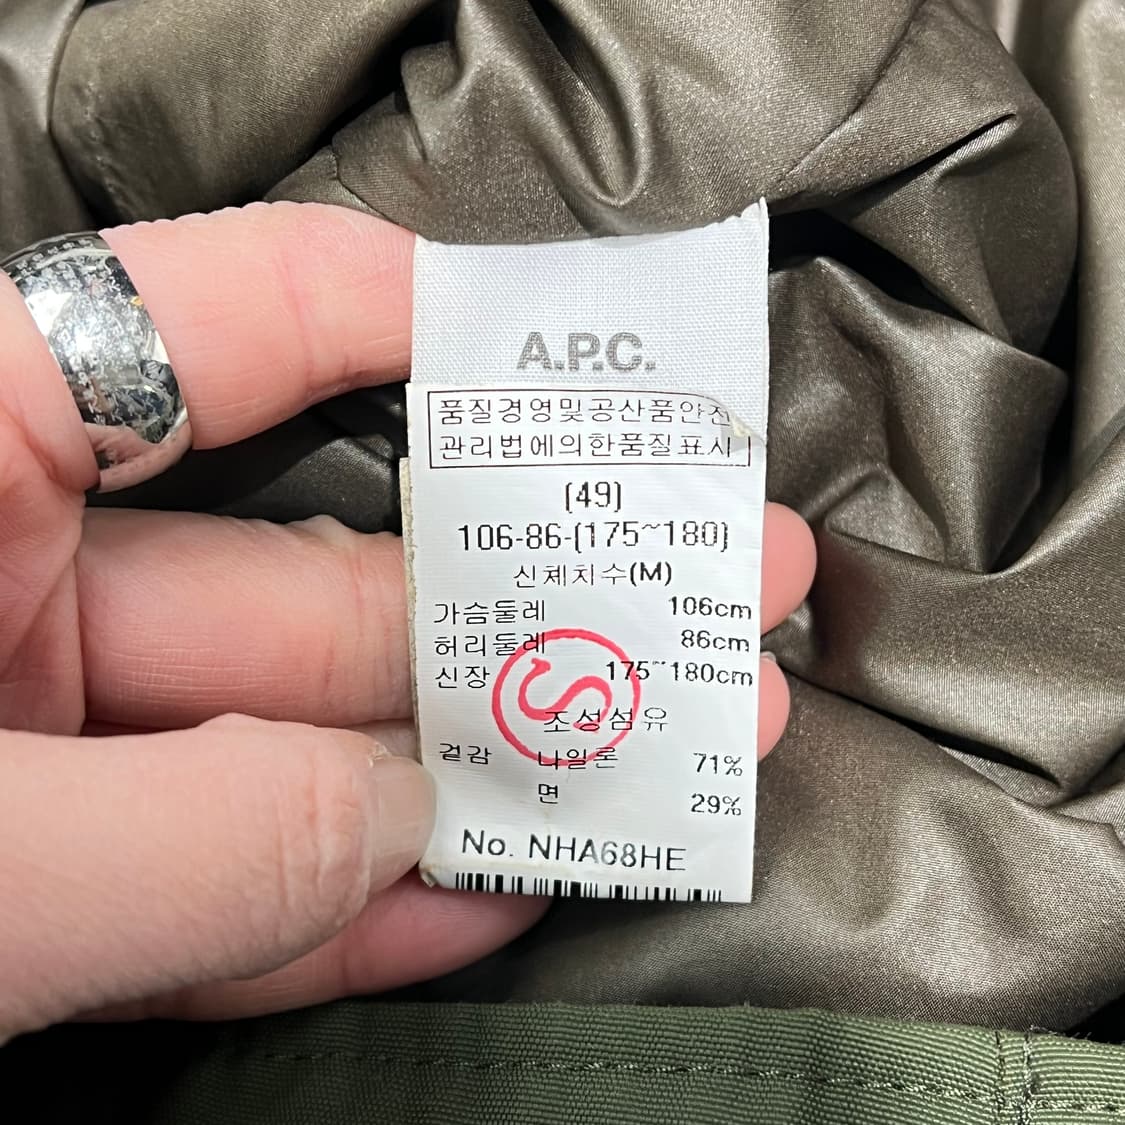 A.P.C.
품질경영및공산품안전
관리법에의한품질표시
(49)
106-86-(175~180)
신체치수(M)
가슴둘레 106cm
허리둘레 86cm
신장 175~180cm
S
조성섬유
겉감 나일론 71%
면 29%
No. NHA68HE